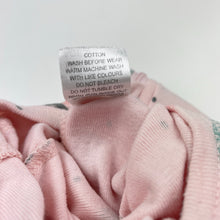 COTTON
WASH BEFORE WEAR
WARM MACHINE WASH
WITH LIKE COLOURS
DO NOT BLEACH
DO NOT TUMBLE DRY